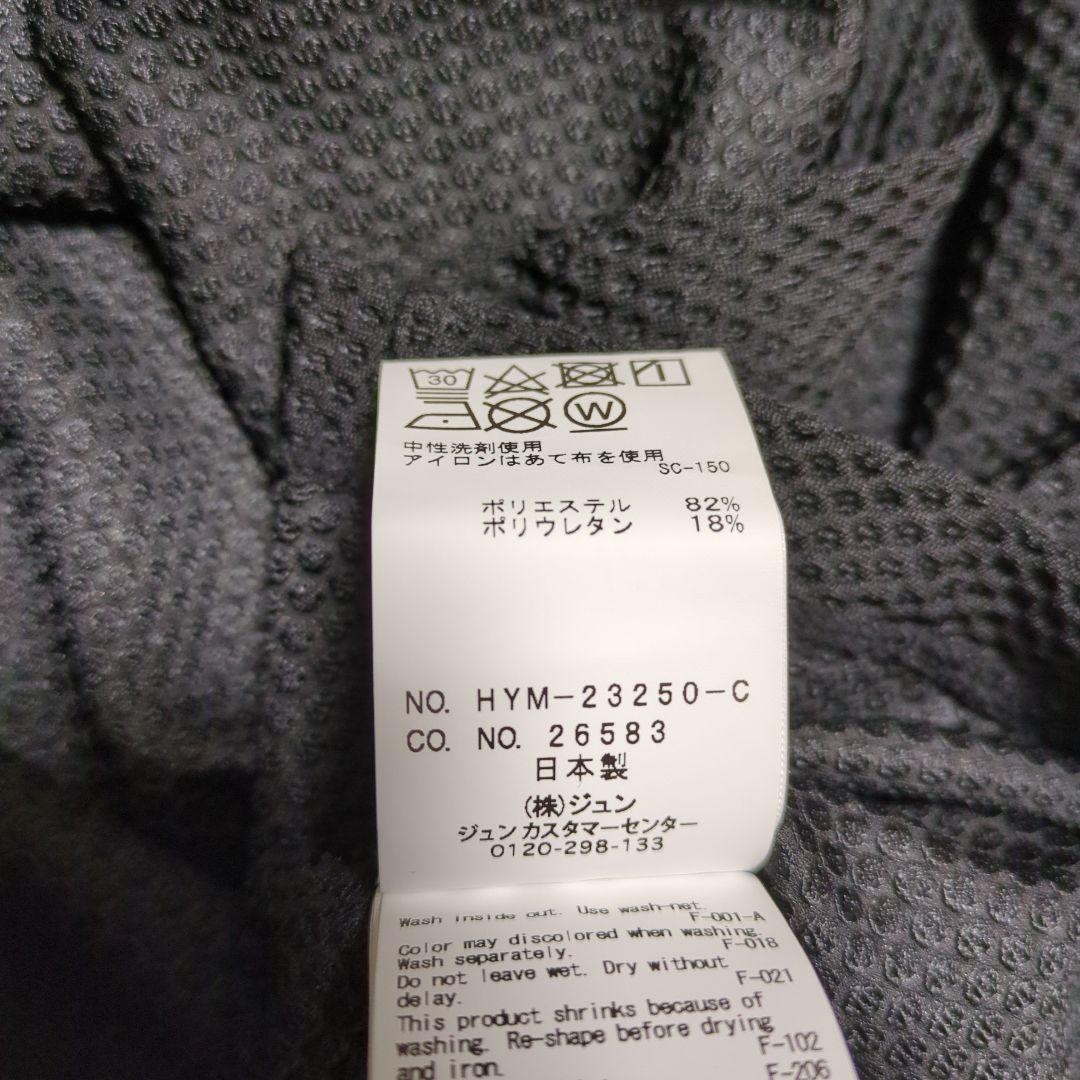 30
W
中性洗剤使用
アイロンはあて布を使用
SC-150
ポリエステル 82%
ポリウレタン 18%
NO. HYM-23250-C
CO. NO. 26583
日本製
(株)ジュン
ジュンカスタマーセンター
0120-298-133
Wash inside out. Use wash-net.
F-001-A
Color may discolored when washing.
Wash separately.
F-018
Do not leave wet. Dry without
delay.
F-021
This product shrinks because of
washing. Re-shape before drying
and iron.
F-102
F-206